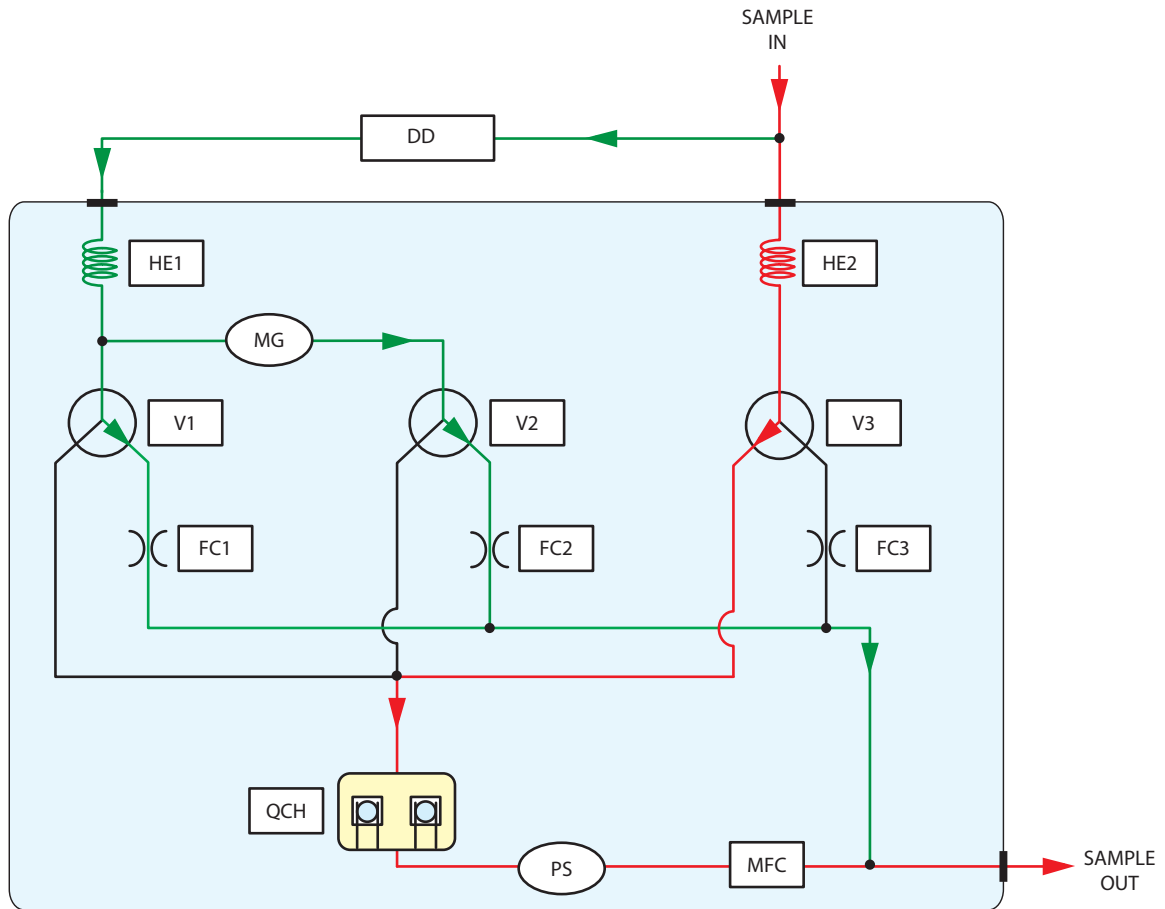 SAMPLE
IN
DD
HE1
HE2
MG
V1
V2
V3
FC1
FC2
FC3
QCH
PS
MFC
SAMPLE
OUT